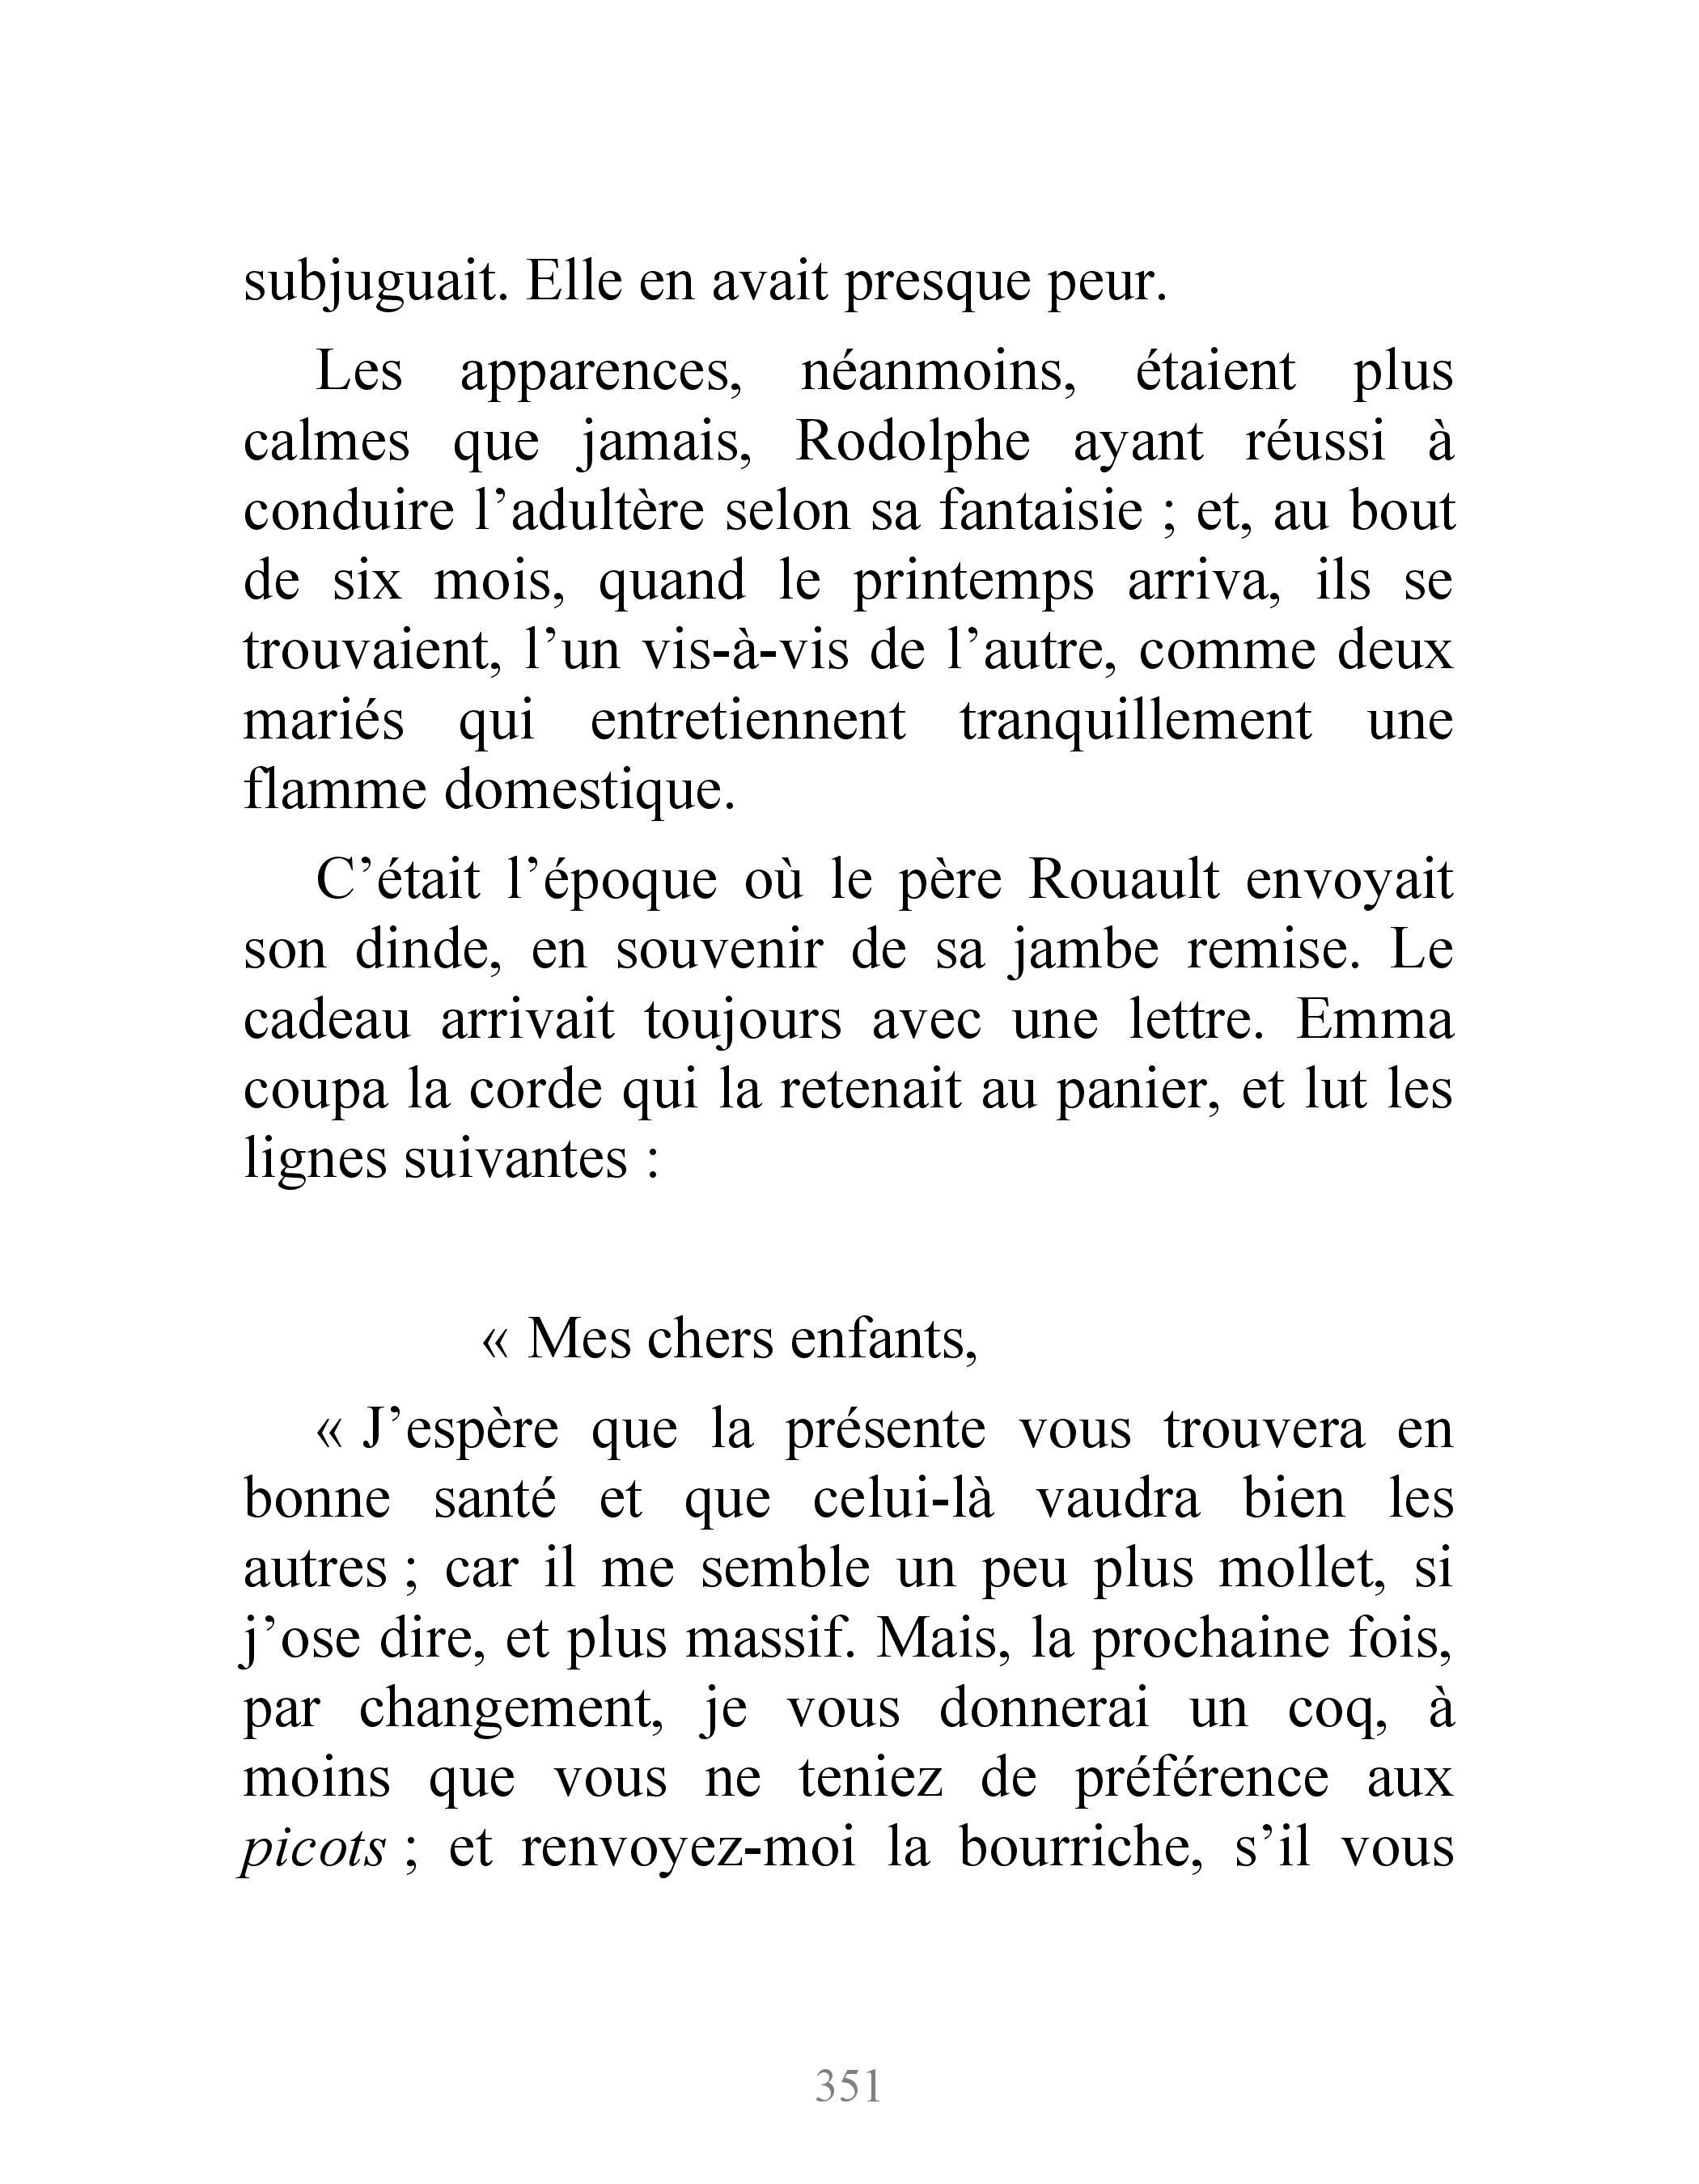 subjuguait. Elle en avait presque peur.
Les apparences, néanmoins, étaient plus
calmes que jamais, Rodolphe ayant réussi à
conduire l’adultère selon sa fantaisie ; et, au bout
de six mois, quand le printemps arriva, ils se
trouvaient, l’un vis-à-vis de l’autre, comme deux
mariés qui entretiennent tranquillement une
flamme domestique.
C’était l’époque où le père Rouault envoyait
son dinde, en souvenir de sa jambe remise. Le
cadeau arrivait toujours avec une lettre. Emma
coupa la corde qui la retenait au panier, et lut les
lignes suivantes :
« Mes chers enfants,
« J’espère que la présente vous trouvera en
bonne santé et que celui-là vaudra bien les
autres ; car il me semble un peu plus mollet, si
j’ose dire, et plus massif. Mais, la prochaine fois,
par changement, je vous donnerai un coq, à
moins que vous ne teniez de préférence aux
picots ; et renvoyez-moi la bourriche, s’il vous
351